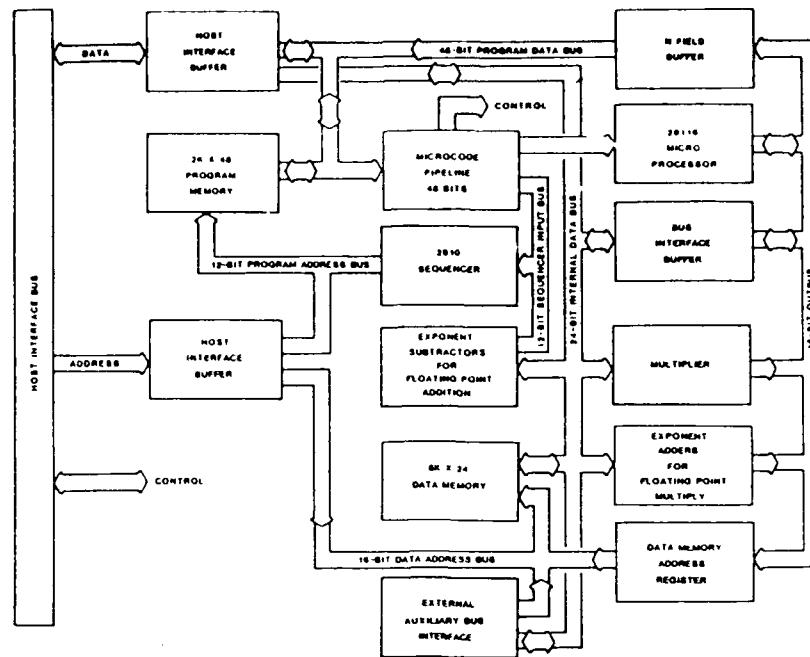 HOST INTERFACE BUS
DATA
HOST
INTERFACE
BUFFER
48-BIT PROGRAM DATA BUS
N FIELD
BUFFER
CONTROL
2K X 48
PROGRAM
MEMORY
MICROCODE
PIPELINE
48 BITS
29116
MICRO
PROCESSOR
12-BIT SEQUENCER INPUT BUS
24-BIT INTERNAL DATA BUS
BUS
INTERFACE
BUFFER
12-BIT PROGRAM ADDRESS BUS
2910
SEQUENCER
ADDRESS
HOST
INTERFACE
BUFFER
EXPONENT
SUBTRACTORS
FOR
FLOATING POINT
ADDITION
MULTIPLIER
CONTROL
X 24
DATA MEMORY
EXPONENT
ADDERS
FOR
FLOATING POINT
MULTIPLY
16-BIT DATA ADDRESS BUS
DATA MEMORY
ADDRESS
REGISTER
EXTERNAL
AUXILIARY BUS
INTERFACE